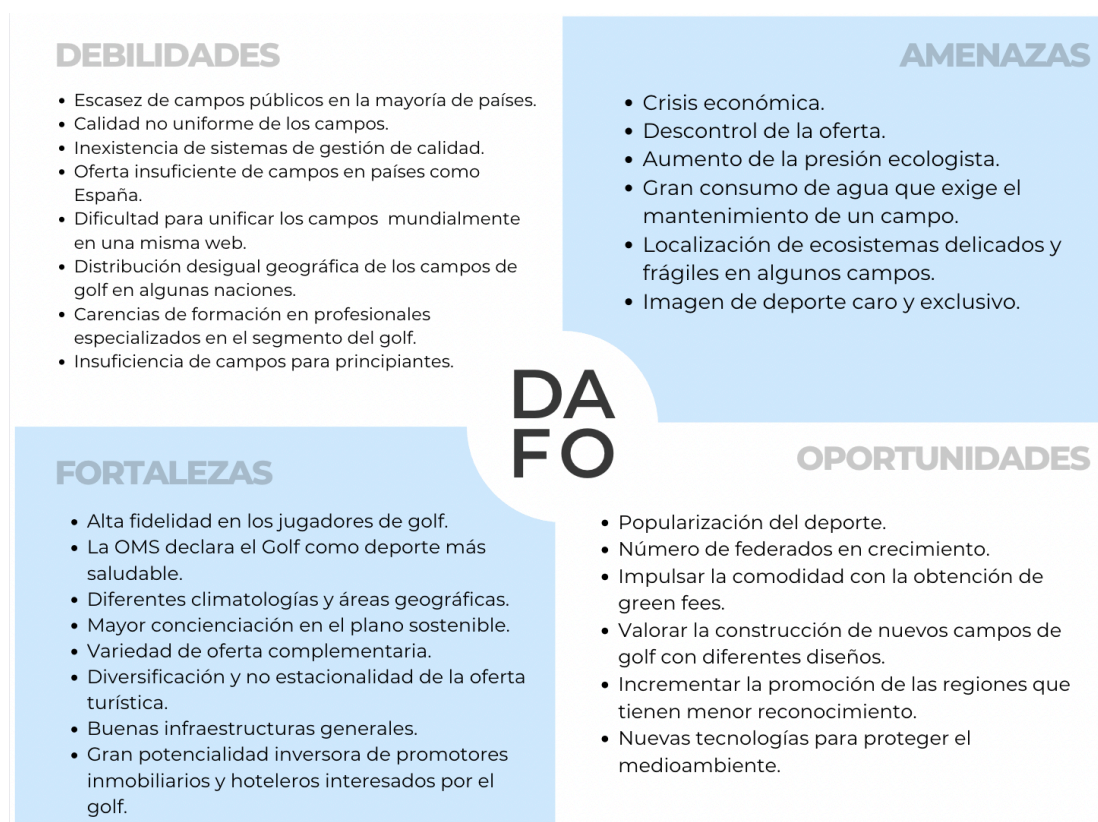 DEBILIDADES
• Escasez de campos públicos en la mayoría de países.
• Calidad no uniforme de los campos.
• Inexistencia de sistemas de gestión de calidad.
• Oferta insuficiente de campos en países como
España.
• Dificultad para unificar los campos mundialmente
en una misma web.
• Distribución desigual geográfica de los campos de
golf en algunas naciones.
• Carencias de formación en profesionales
especializados en el segmento del golf.
• Insuficiencia de campos para principiantes.
AMENAZAS
• Crisis económica.
• Descontrol de la oferta.
• Aumento de la presión ecologista.
• Gran consumo de agua que exige el
mantenimiento de un campo.
• Localización de ecosistemas delicados y
frágiles en algunos campos.
• Imagen de deporte caro y exclusivo.
DA
FO
FORTALEZAS
• Alta fidelidad en los jugadores de golf.
• La OMS declara el Golf como deporte más
saludable.
• Diferentes climatologías y áreas geográficas.
• Mayor concienciación en el plano sostenible.
• Variedad de oferta complementaria.
• Diversificación y no estacionalidad de la oferta
turística.
• Buenas infraestructuras generales.
• Gran potencialidad inversora de promotores
inmobiliarios y hoteleros interesados por el
golf.
OPORTUNIDADES
• Popularización del deporte.
• Número de federados en crecimiento.
• Impulsar la comodidad con la obtención de
green fees.
• Valorar la construcción de nuevos campos de
golf con diferentes diseños.
• Incrementar la promoción de las regiones que
tienen menor reconocimiento.
• Nuevas tecnologías para proteger el
medioambiente.